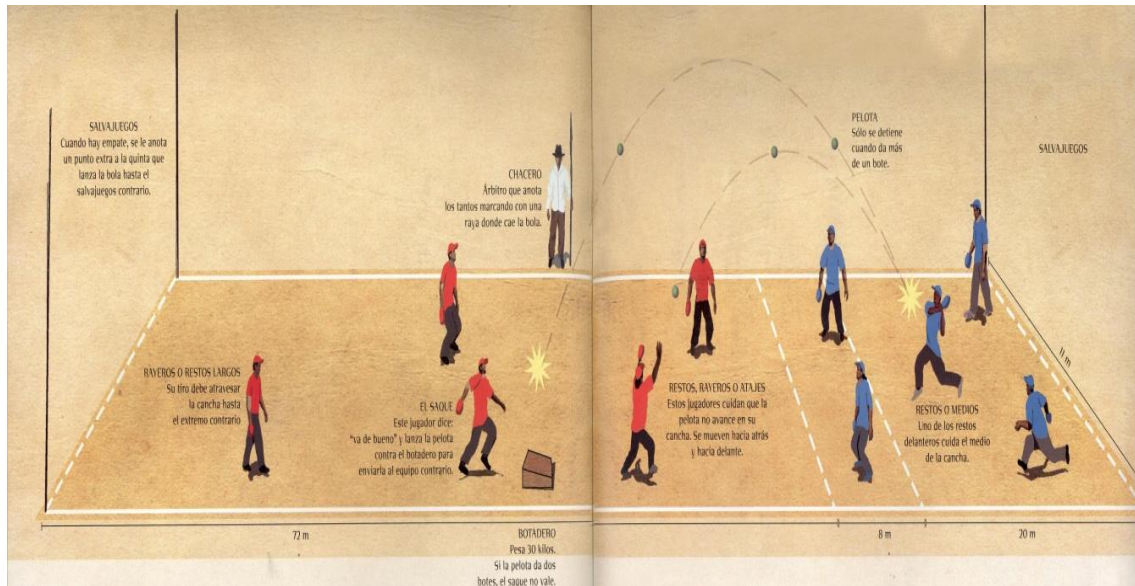 SALVAJUEGOS
Cuando hay empate, se le anota
un punto extra a la quinta que
lanza la bola hasta el
salvajuegos contrario.
CHACERO
Árbitro que anota
los tantos marcando con una
raya donde cae la bola.
PELOTA
Sólo se detiene
cuando da más
de un bote.
SALVAJUEGOS
RAYEROS O RESTOS LARGOS
Su tiro debe atravesar
la cancha hasta
el extremo contrario
EL SAQUE
Este jugador dice:
"va de bueno" y lanza la pelota
contra el botadero para
enviarla al equipo contrario.
RESTOS, RAYEROS O ATAJES
Estos jugadores cuidan que la
pelota no avance en su
cancha. Se mueven hacia atrás
y hacia delante.
RESTOS O MEDIOS
Uno de los restos
delanteros cuida el medio
de la cancha.
11 m
72 m
8 m
20 m
BOTADERO
Pesa 30 kilos.
Si la pelota da dos
botes, el saque no vale.